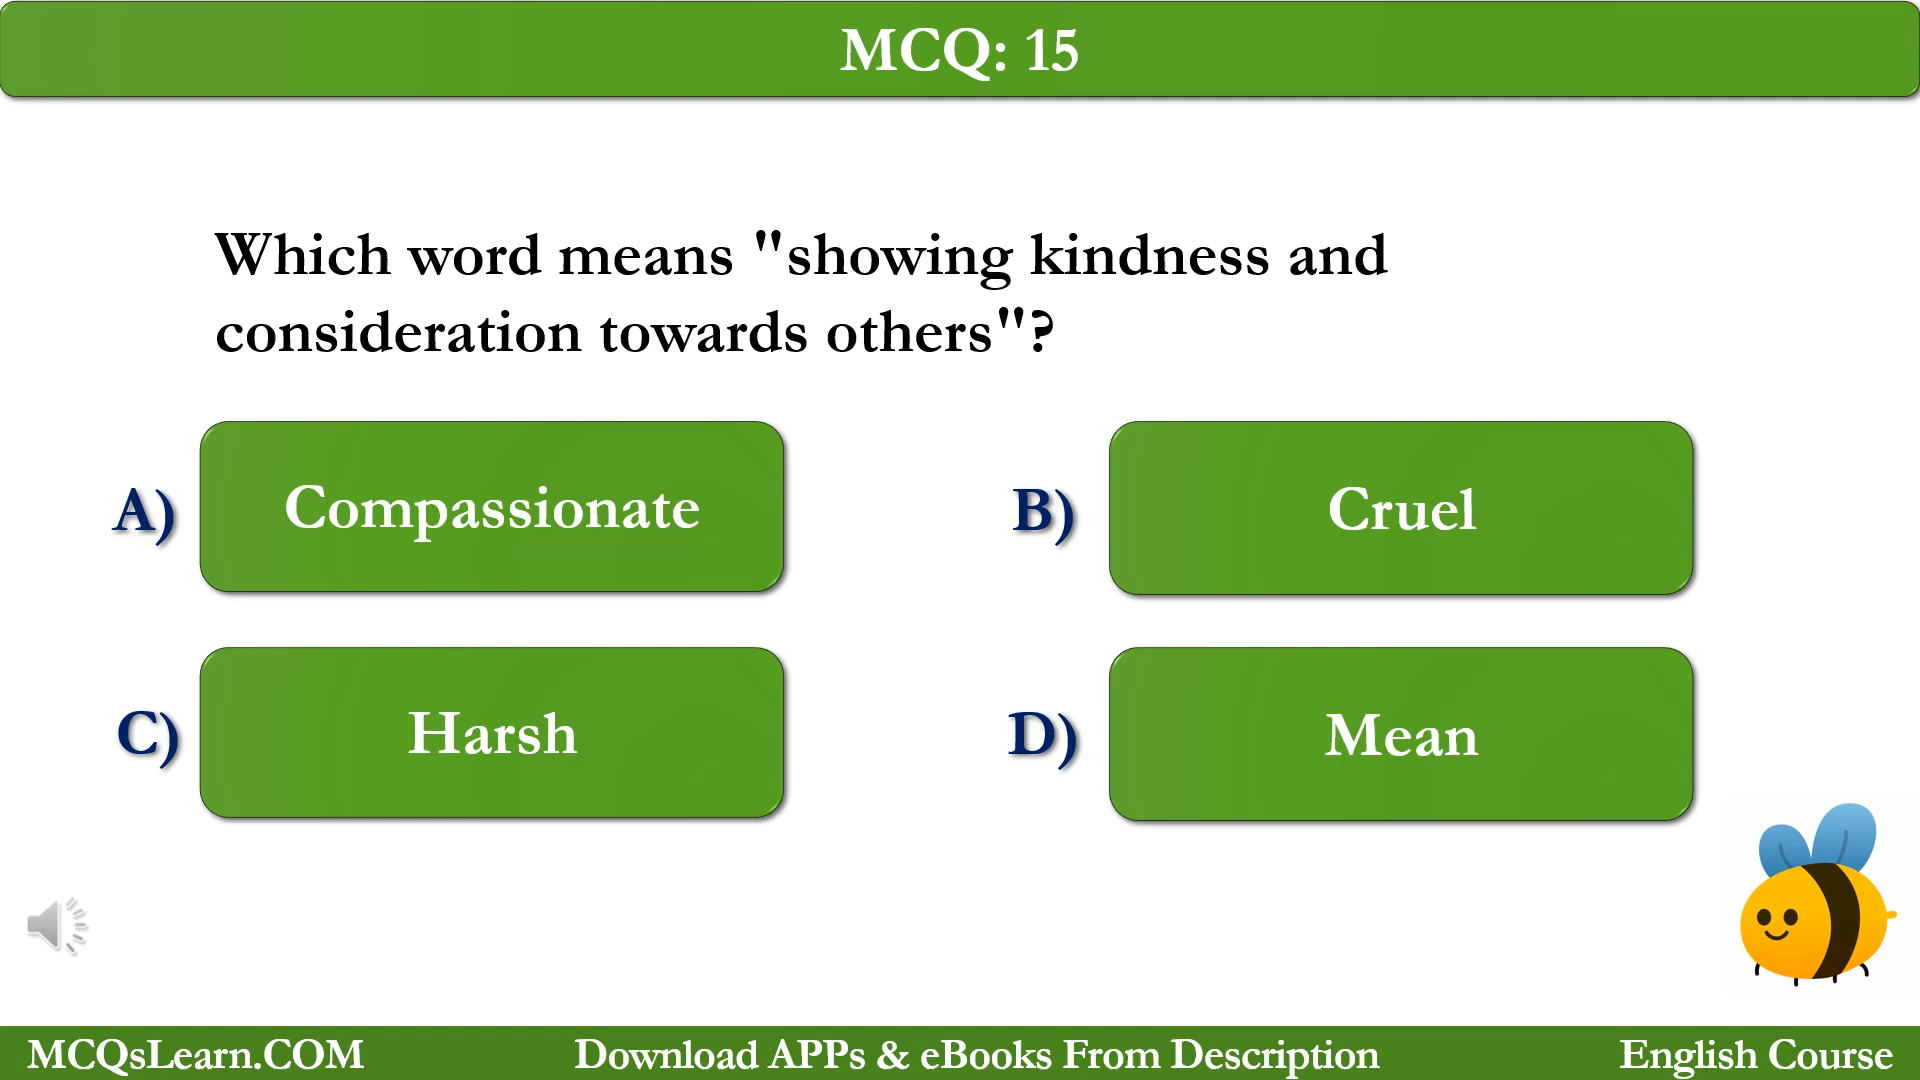 MCQ: 15
Which word means "showing kindness and
consideration towards others"?
A) Compassionate
B) Cruel
C) Harsh
D) Mean
MCQsLearn.COM Download APPs & eBooks From Description English Course